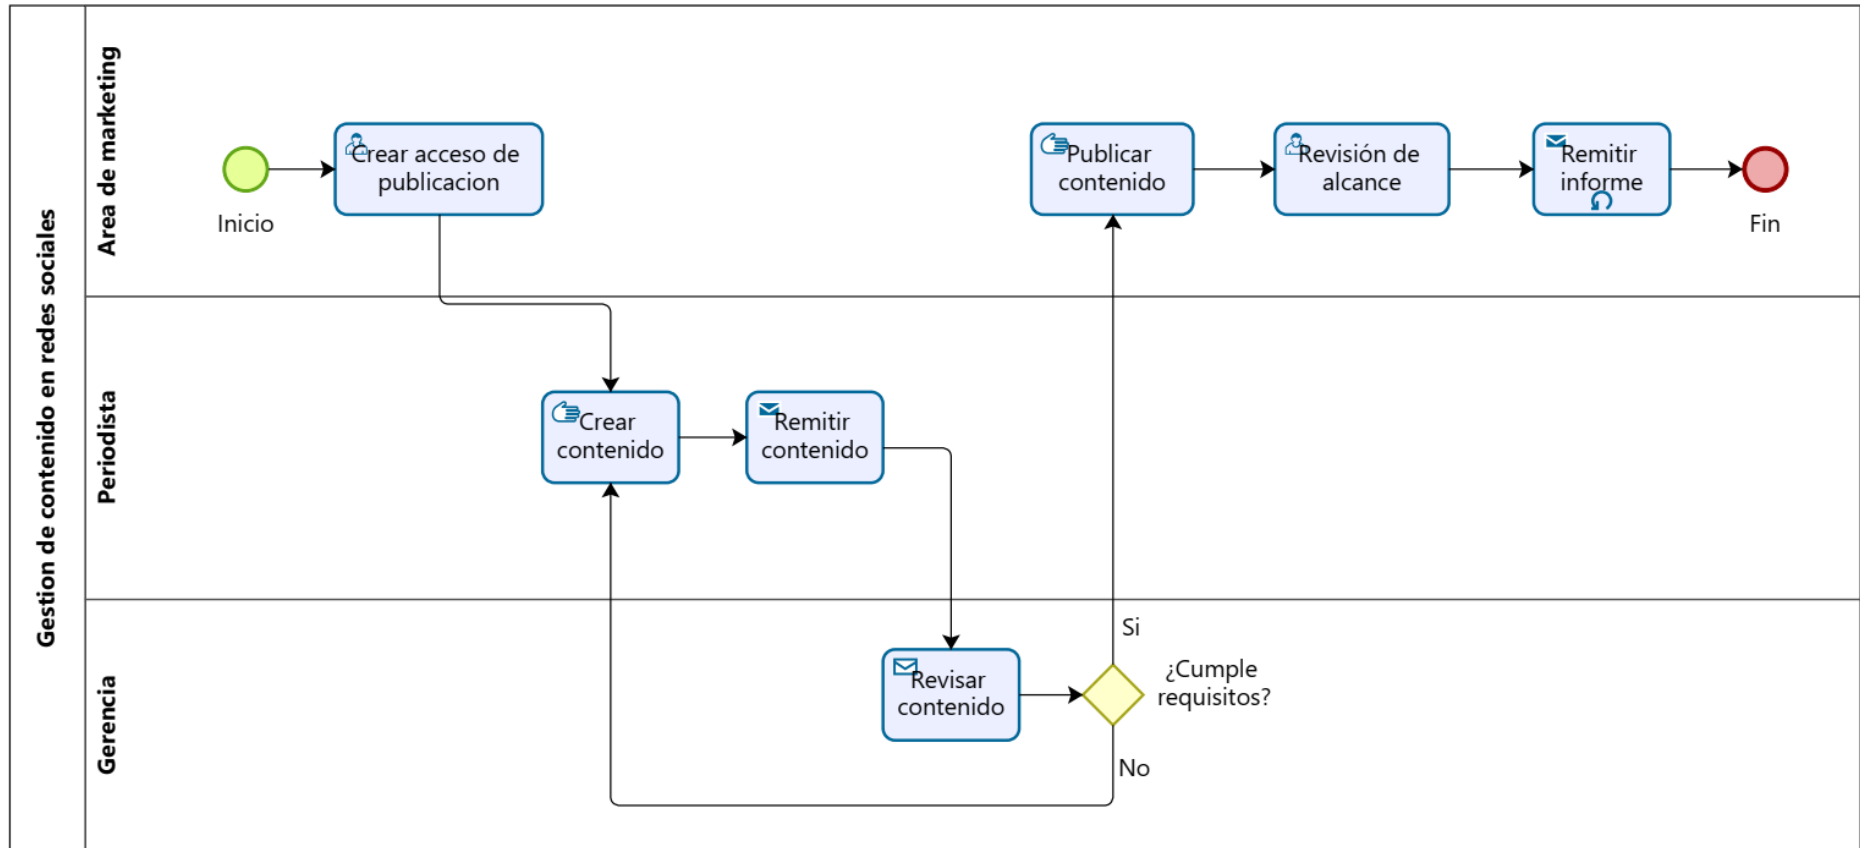 Gestion de contenido en redes sociales
Area de marketing
Inicio
Crear acceso de
publicacion
Publicar
contenido
Revisión de
alcance
Remitir
informe
Fin
Periodista
Crear
contenido
Remitir
contenido
Gerencia
Revisar
contenido
Si
¿Cumple
requisitos?
No